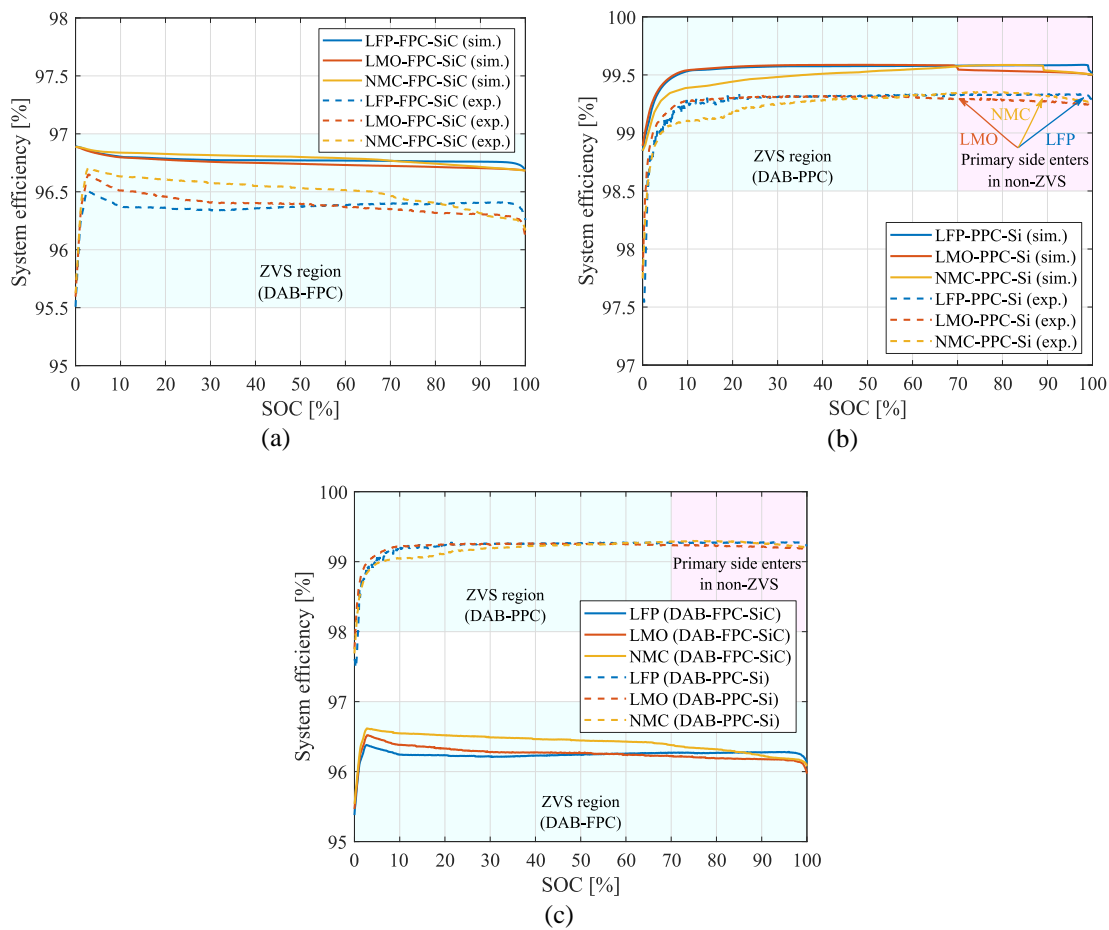 98
97.5
97
96.5
96
95.5
95
System efficiency [%]
LFP-FPC-SiC (sim.)
LMO-FPC-SiC (sim.)
NMC-FPC-SiC (sim.)
LFP-FPC-SiC (exp.)
LMO-FPC-SiC (exp.)
NMC-FPC-SiC (exp.)
ZVS region
(DAB-FPC)
0 10 20 30 40 50 60 70 80 90 100
SOC [%]
(a)
100
99.5
99
98.5
98
97.5
97
System efficiency [%]
ZVS region
(DAB-PPC)
NMC
LMO LFP
Primary side enters
in non-ZVS
LFP-PPC-Si (sim.)
LMO-PPC-Si (sim.)
NMC-PPC-Si (sim.)
LFP-PPC-Si (exp.)
LMO-PPC-Si (exp.)
NMC-PPC-Si (exp.)
0 10 20 30 40 50 60 70 80 90 100
SOC [%]
(b)
100
99
98
97
96
95
System efficiency [%]
Primary side enters
in non-ZVS
ZVS region
(DAB-PPC)
LFP (DAB-FPC-SiC)
LMO (DAB-FPC-SiC)
NMC (DAB-FPC-SiC)
LFP (DAB-PPC-Si)
LMO (DAB-PPC-Si)
NMC (DAB-PPC-Si)
ZVS region
(DAB-FPC)
0 10 20 30 40 50 60 70 80 90 100
SOC [%]
(c)